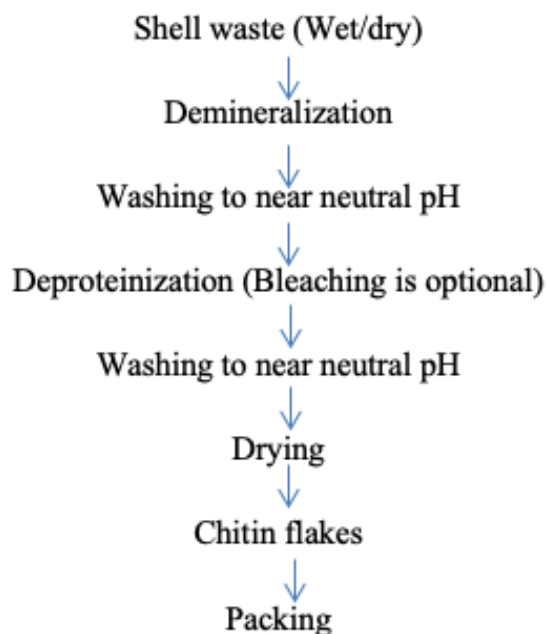 Shell waste (Wet/dry)
Demineralization
Washing to near neutral pH
Deproteinization (Bleaching is optional)
Washing to near neutral pH
Drying
Chitin flakes
Packing